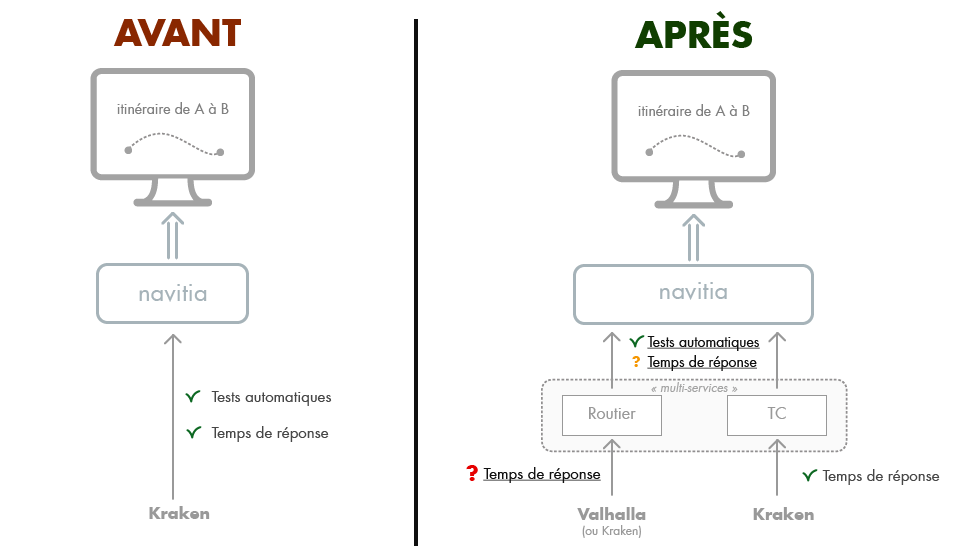 AVANT
itinéraire de A à B
navitia
Tests automatiques
Temps de réponse
Kraken
APRÈS
itinéraire de A à B
navitia
Tests automatiques
? Temps de réponse
« multi-services »
Routier
TC
? Temps de réponse
Temps de réponse
Valhalla
(ou Kraken)
Kraken